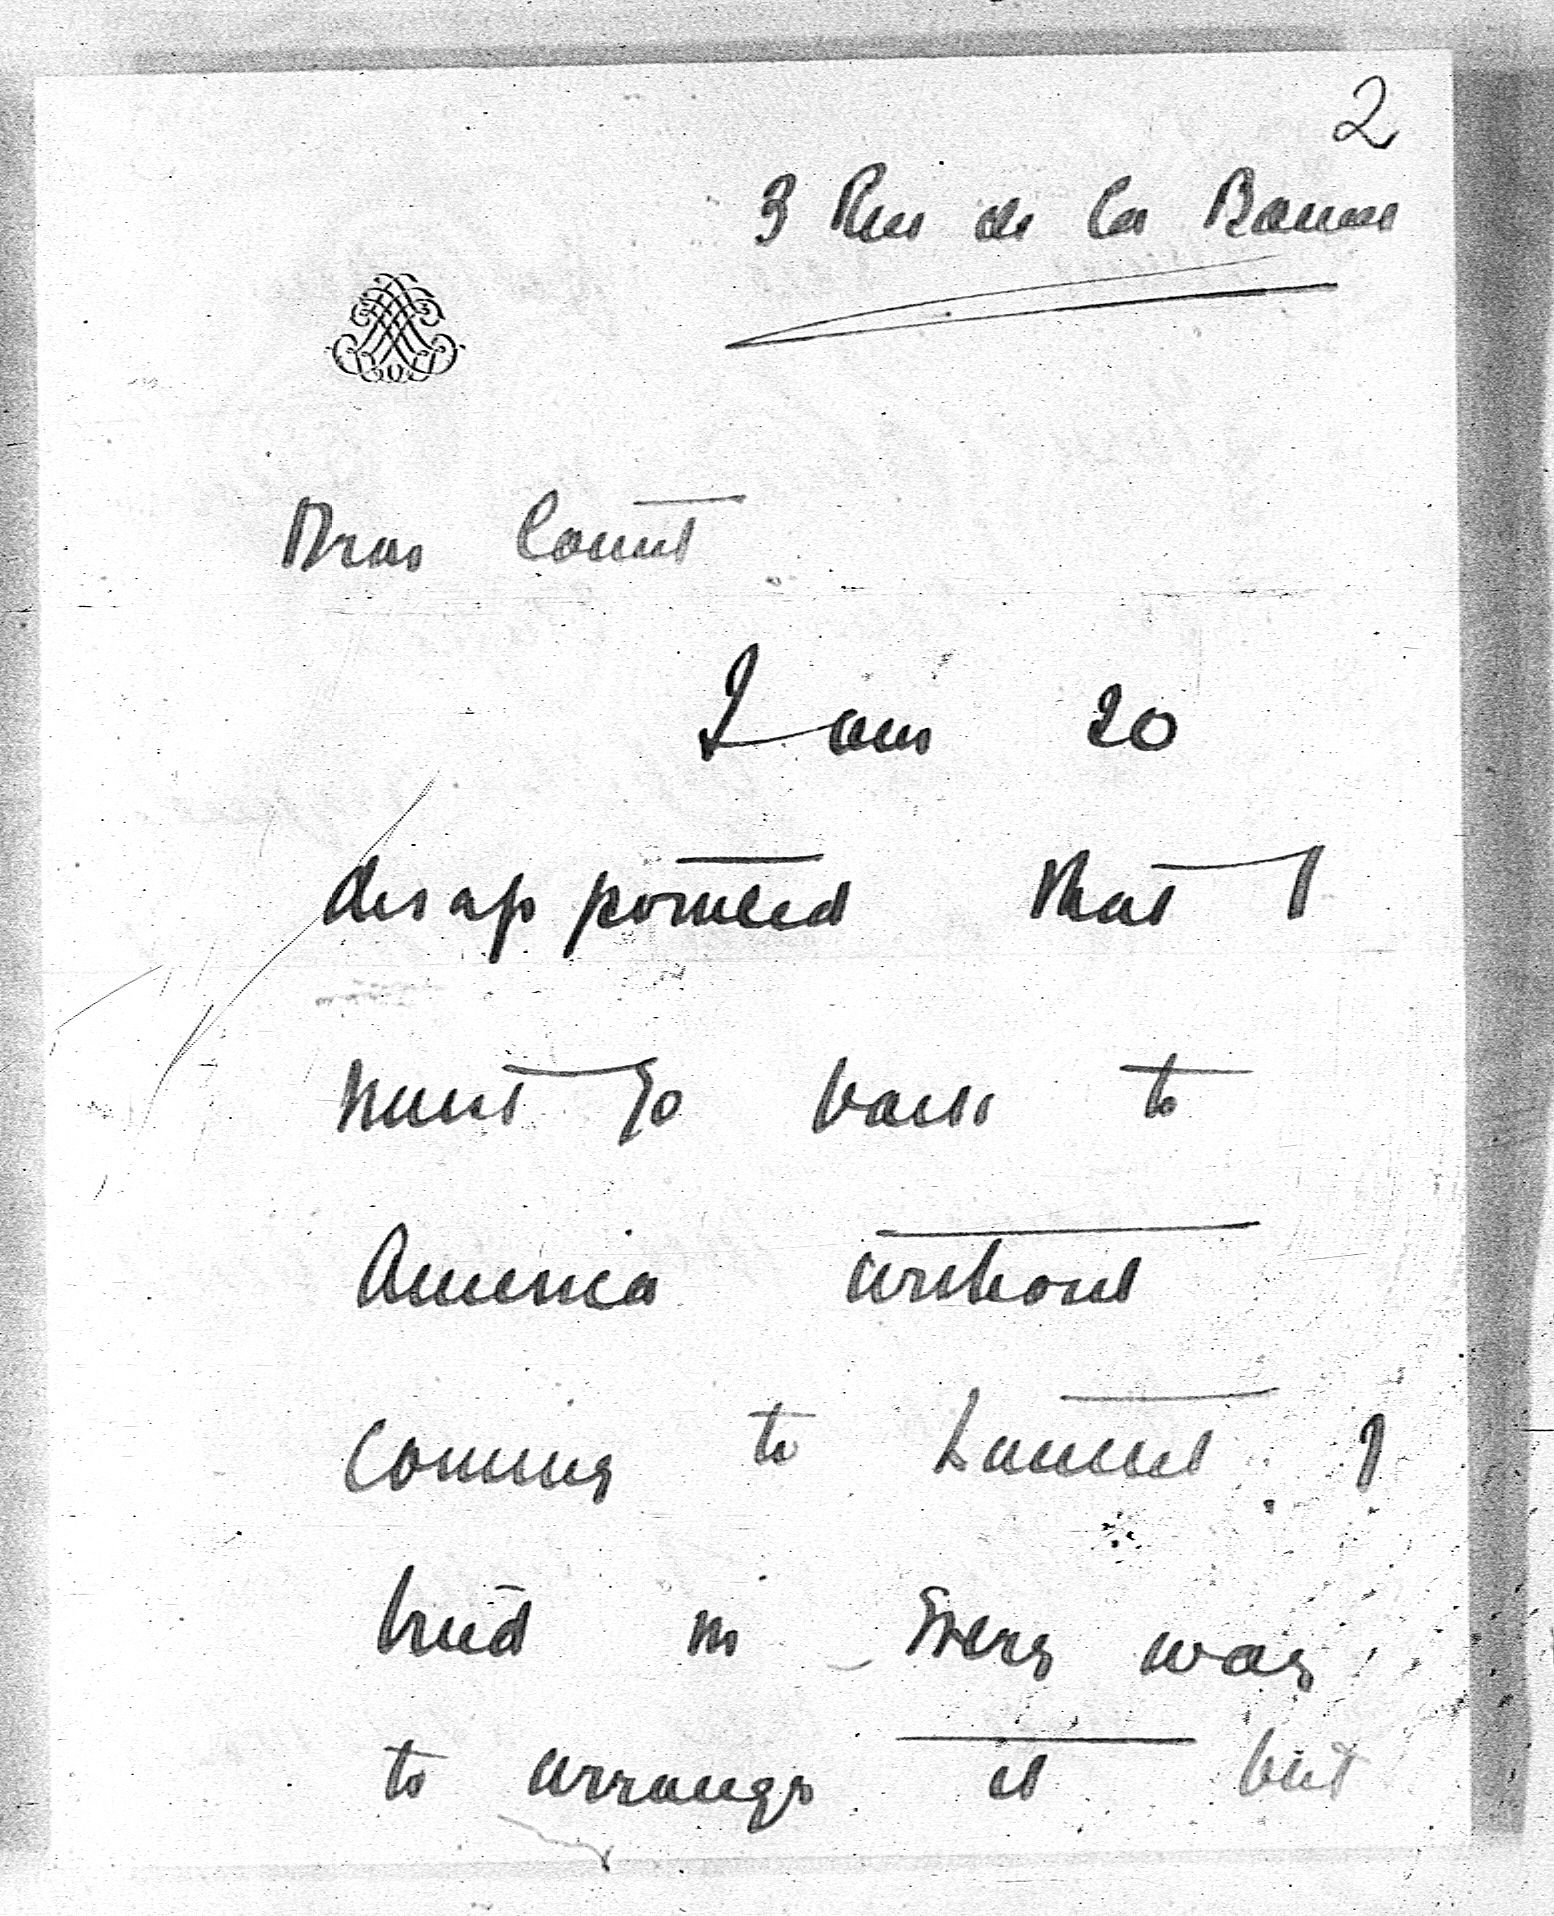 2
3 Rue de la Baume
Dear Count
I am so
disappointed that I
must go back to
America without
coming to I
tried in every way
to arrange it but